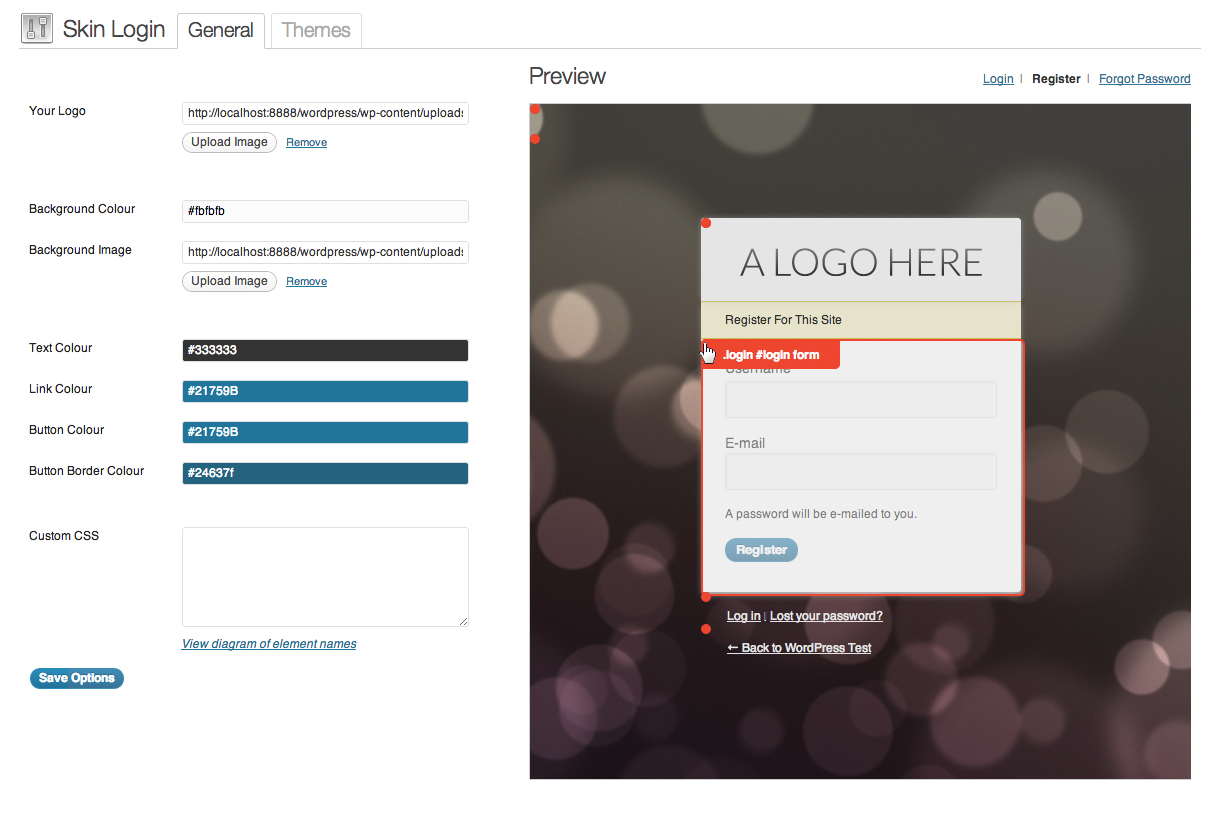 Skin Login
General
Themes
Preview
Login | Register | Forgot Password
Your Logo
http://localhost:8888/wordpress/wp-content/uploads
Upload Image
Remove
Background Colour
#fbfbfb
Background Image
http://localhost:8888/wordpress/wp-content/uploads
Upload Image
Remove
Text Colour
#333333
Link Colour
#21759B
Button Colour
#21759B
Button Border Colour
#24637f
Custom CSS
View diagram of element names
Save Options
A LOGO HERE
Register For This Site
.login #login form
Username
E-mail
A password will be e-mailed to you.
Register
Log in | Lost your password?
← Back to WordPress Test